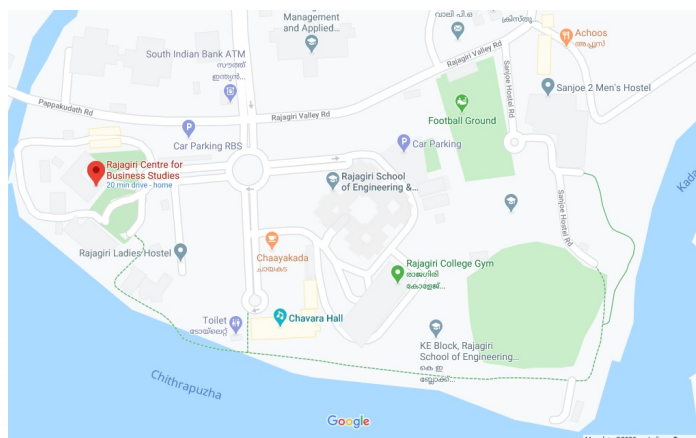 Management
and Applied...
വാലി പി.ഒ
ക്രിസ്തു
Achoos
അച്ചൂസ്
South Indian Bank ATM
സൗത്ത്
ഇന്ത്യൻ...
Rajagiri Valley Rd
Sanjoe Hostel Rd
Sanjoe 2 Men's Hostel
Pappakudath Rd
Rajagiri Valley Rd
Football Ground
Car Parking RBS
Car Parking
Rajagiri Centre for
Business Studies
20 min drive - home
Rajagiri School
of Engineering &...
Kada
Sanjoe Hostel Rd
Rajagiri Ladies Hostel
Chaayakada
ചായകട
Rajagiri College Gym
രാജഗിരി
കോളേജ്...
Toilet
ടോയ്ലെറ്റ്
Chavara Hall
KE Block, Rajagiri
School of Engineering...
കെ ഇ
ബ്ലോക്ക്...
Chithrapuzha
Google